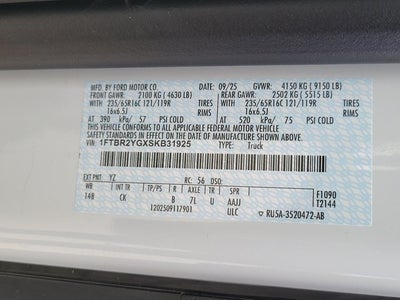 MFD. BY FORD MOTOR CO. 09/25 GVWR: 4150 KG ( 9150 LB)
FRONT GAWR: 2100 KG ( 4630 LB) REAR GAWR: 2502 KG ( 5515 LB)
235/65R16C 121/119R TIRES 235/65R16C 121/119R TIRES
16x6.5J RIMS 16x6.5J RIMS
AT 390 kPa/ 57 PSI COLD AT 520 kPa/ 75 PSI COLD
THIS VEHICLE CONFORMS TO ALL APPLICABLE FEDERAL MOTOR VEHICLE
SAFETY STANDARDS IN EFFECT ON THE DATE OF MANUFACTURE SHOWN ABOVE.
VIN: 1FTBR2YGXSKB31925 TYPE: Truck
EXT PNT: YZ RC: 56 DSO:
WB INT TR TP/PS R AXLE TR SPR F1090
14B CK B 7L U AAJJ T2144
1202509117901 ULC RU5A-3520472-AB